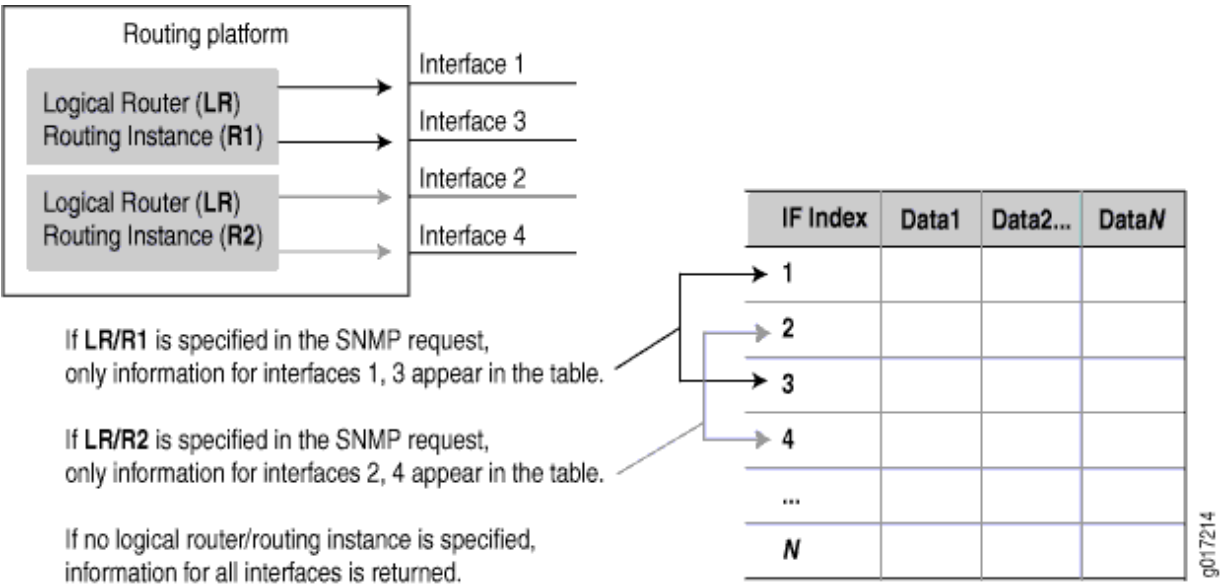 Routing platform
Logical Router (LR)
Routing Instance (R1)
Logical Router (LR)
Routing Instance (R2)
Interface 1
Interface 3
Interface 2
Interface 4
IF Index Data1 Data2... DataN
1
2
3
4
...
N
If LR/R1 is specified in the SNMP request,
only information for interfaces 1, 3 appear in the table.
If LR/R2 is specified in the SNMP request,
only information for interfaces 2, 4 appear in the table.
If no logical router/routing instance is specified,
information for all interfaces is returned.
g017214